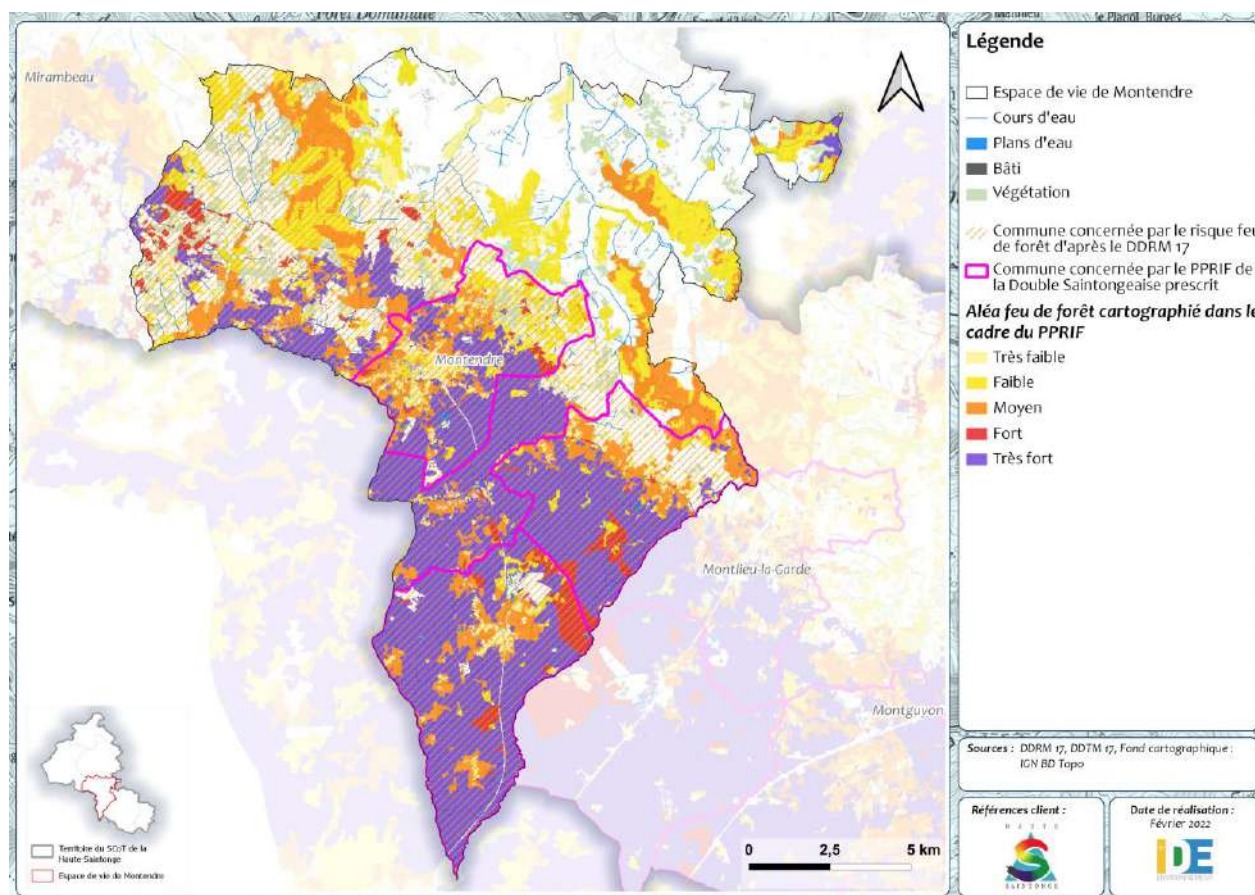 Mirambeau
Montendre
Montlieu-la-Garde
Montguyon
0 2,5 5 km
Territoire du SCoT de la
Haute Saintonge
Espace de vie de Montendre
Légende
Espace de vie de Montendre
Cours d'eau
Plans d'eau
Bâti
Végétation
Commune concernée par le risque feu
de forêt d'après le DDRM 17
Commune concernée par le PPRIF de
la Double Saintongeaise prescrit
Aléa feu de forêt cartographié dans le
cadre du PPRIF
Très faible
Faible
Moyen
Fort
Très fort
Sources : DDRM 17, DDTM 17, Fond cartographique :
IGN BD Topo
Références client :
HAUTE
SAINTONGE
Date de réalisation :
Février 2022
IDE